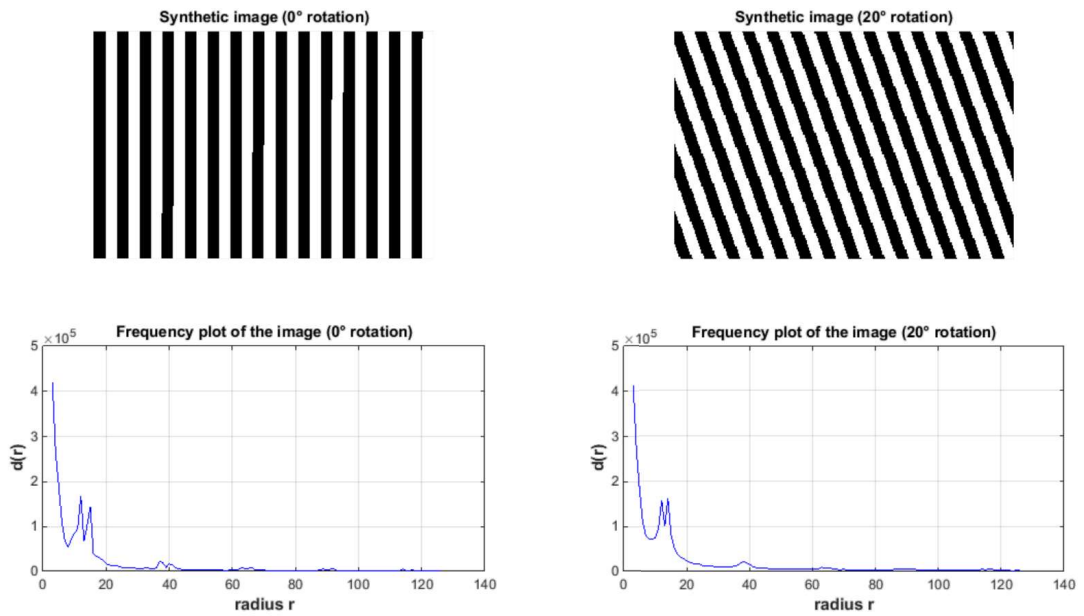 Synthetic image (0° rotation)
Synthetic image (20° rotation)
Frequency plot of the image (0° rotation)
×10⁵
5
4
3
2
1
0
d(r)
0 20 40 60 80 100 120 140
radius r
Frequency plot of the image (20° rotation)
×10⁵
5
4
3
2
1
0
d(r)
0 20 40 60 80 100 120 140
radius r